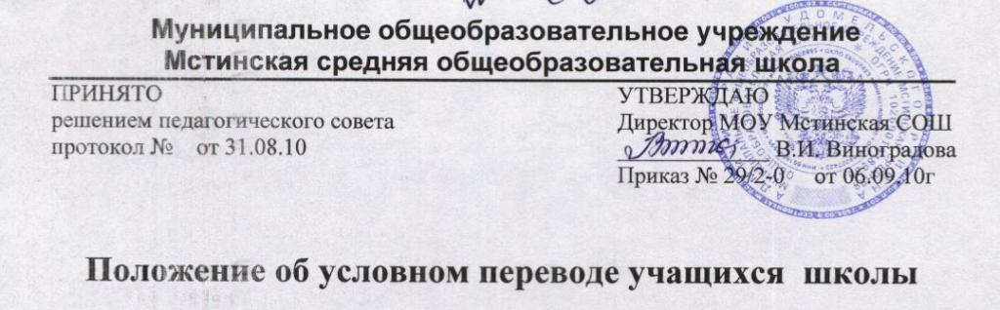 Муниципальное общеобразовательное учреждение
Мстинская средняя общеобразовательная школа
ПРИНЯТО
решением педагогического совета
протокол № от 31.08.10
УТВЕРЖДАЮ
Директор МОУ Мстинская СОШ
В.И. Виноградова
Приказ № 29/2-0 от 06.09.10г
Положение об условном переводе учащихся школы